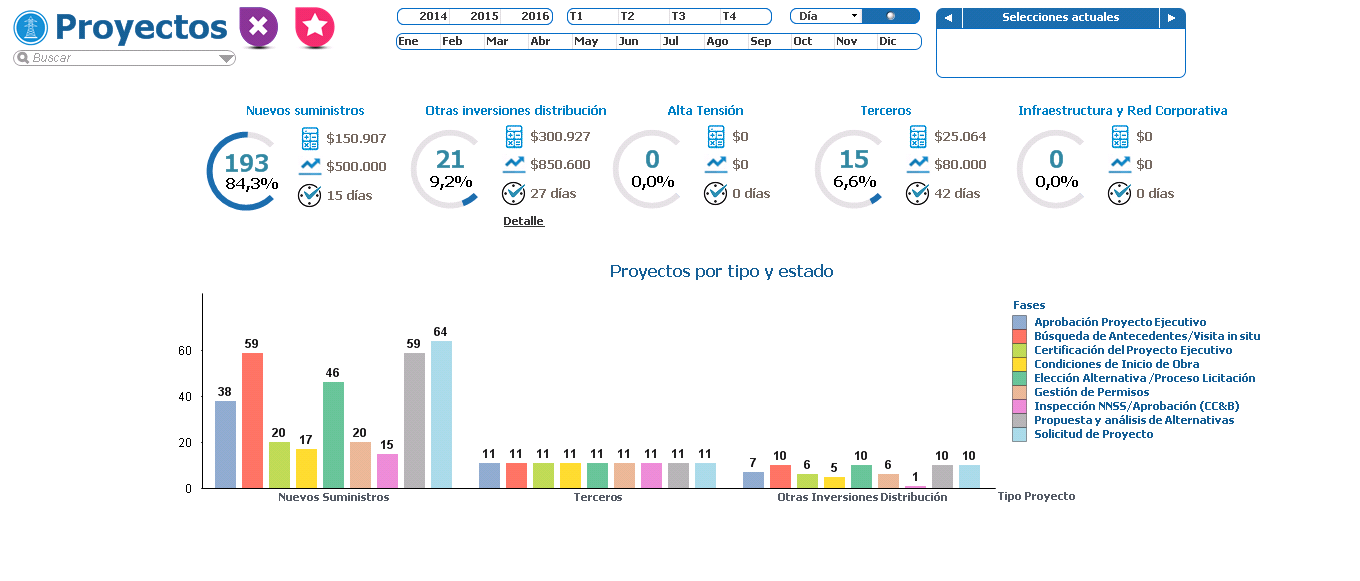 Proyectos
Buscar
2014 2015 2016
T1 T2 T3 T4
Día
Ene Feb Mar Abr May Jun Jul Ago Sep Oct Nov Dic
Selecciones actuales
Nuevos suministros
193
84,3%
$150.907
$500.000
15 días
Otras inversiones distribución
21
9,2%
$300.927
$850.600
27 días
Detalle
Alta Tensión
0
0,0%
$0
$0
0 días
Terceros
15
6,6%
$25.064
$80.000
42 días
Infraestructura y Red Corporativa
0
0,0%
$0
$0
0 días
Proyectos por tipo y estado
60
40
20
0
38 59 20 17 46 20 15 59 64
11 11 11 11 11 11 11 11 11
7 10 6 5 10 6 1 10 10
Nuevos Suministros
Terceros
Otras Inversiones Distribución
Tipo Proyecto
Fases
Aprobación Proyecto Ejecutivo
Búsqueda de Antecedentes/Visita in situ
Certificación del Proyecto Ejecutivo
Condiciones de Inicio de Obra
Elección Alternativa /Proceso Licitación
Gestión de Permisos
Inspección NNSS/Aprobación (CC&B)
Propuesta y análisis de Alternativas
Solicitud de Proyecto